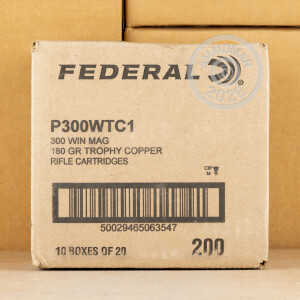 FEDERAL
P300WTC1
300 WIN MAG
180 GR TROPHY COPPER
RIFLE CARTRIDGES
50029465063547
10 BOXES OF 20
200